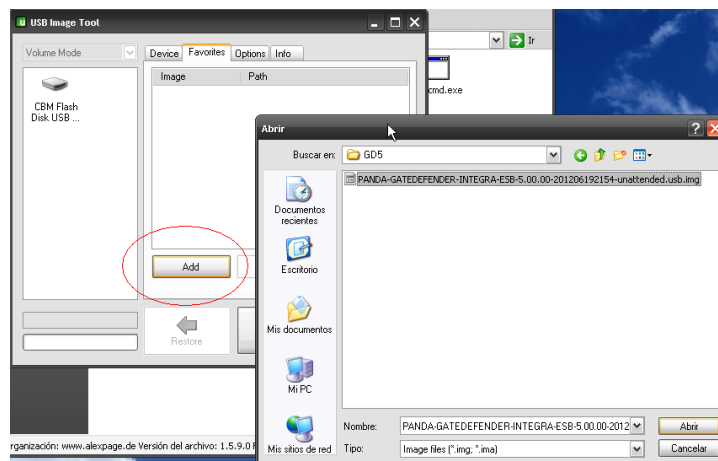 USB Image Tool
Volume Mode
Device Favorites Options Info
Image Path
CBM Flash
Disk USB ...
Add
Restore
Ir
cmd.exe
Abrir
Buscar en: GD5
PANDA-GATEDEFENDER-INTEGRA-ESB-5.00.00-201206192154-unattended.usb.img
Documentos
recientes
Escritorio
Mis documentos
Mi PC
Mis sitios de red
Nombre: PANDA-GATEDEFENDER-INTEGRA-ESB-5.00.00-2012 Abrir
Tipo: Image files (*.img; *.ima) Cancelar
rganización: www.alexpage.de Versión del archivo: 1.5.9.0